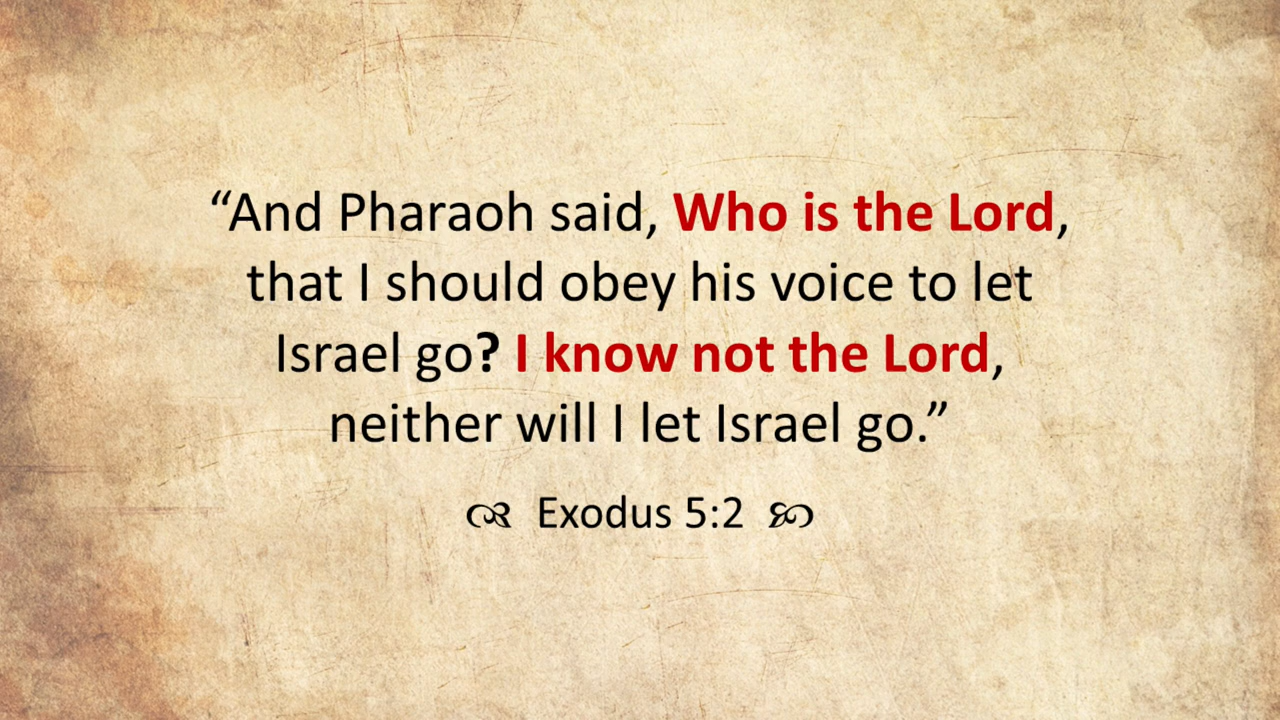 “And Pharaoh said, Who is the Lord,
that I should obey his voice to let
Israel go? I know not the Lord,
neither will I let Israel go.”
Exodus 5:2